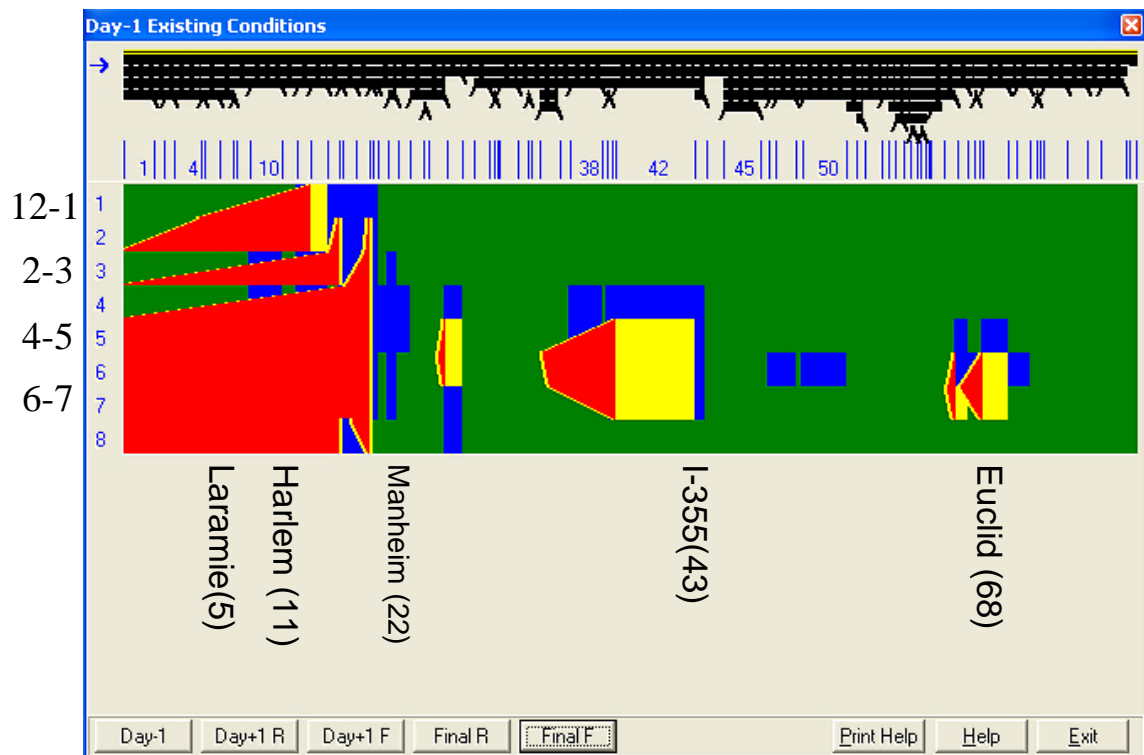 Day-1 Existing Conditions
1 4 10 38 42 45 50
12-1 1
2
2-3 3
4
4-5 5
6
6-7 7
8
Laramie(5)
Harlem (11)
Manheim (22)
I-355(43)
Euclid (68)
Day-1 Day+1 R Day+1 F Final R Final F Print Help Help Exit